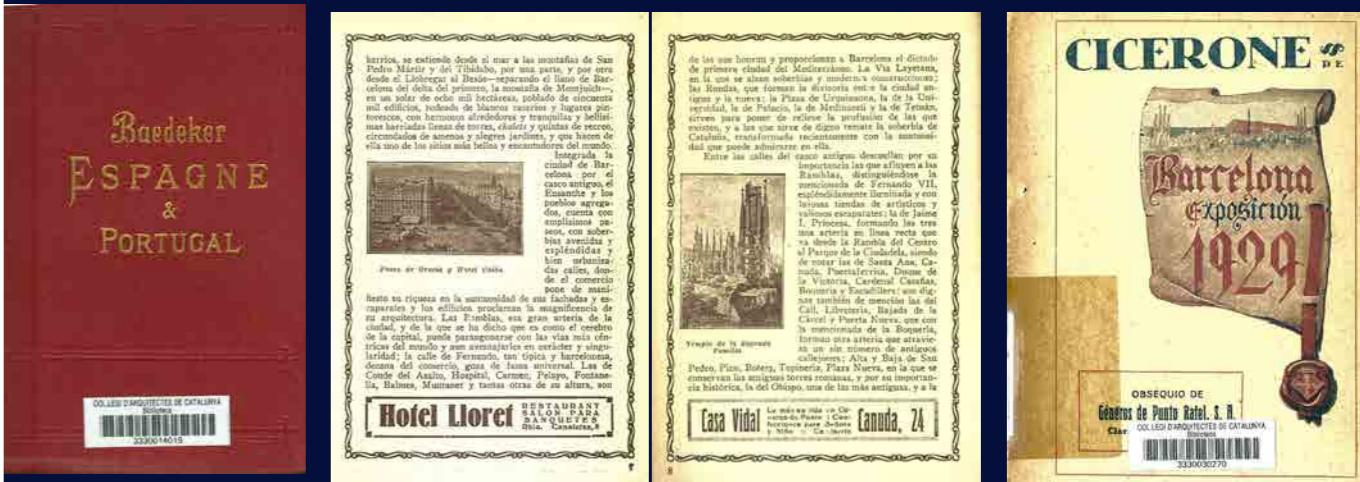 Baedeker
ESPAGNE
&
PORTUGAL
COL·LEGI D'ARQUITECTES DE CATALUNYA
Biblioteca
3330014015
barrios, se extiende desde el mar a las montañas de San
Pedro Mártir y del Tibidabo, por una parte, y por otra
desde el Llobregat al Besós—separando el llano de Bar-
celona del delta del primero, la montaña de Montjuich—,
en un solar de ocho mil hectáreas, poblado de cincuenta
mil edificios, rodeada de blancos caseríos y lugares pin-
torescos, con hermosos alrededores y tranquilas y bellísi-
mas barriadas llenas de torres, chalets y quintas de recreo,
circundados de amenos y alegres jardines, y que hacen de
ella uno de los sitios más bellos y encantadores del mundo.
Integrada la
ciudad de Bar-
celona por el
casco antiguo, el
Ensanche y los
pueblos agrega-
dos, cuenta con
amplísimos pa-
seos, con sober-
bias avenidas y
espléndidas y
bien urbaniza-
das calles, don-
de el comercio
pone de mani-
Paseo de Gracia y Hotel Colón
fiesto su riqueza en la suntuosidad de sus fachadas y es-
caparates y los edificios proclaman la magnificencia de
su arquitectura. Las Ramblas, esa gran arteria de la
ciudad, y de la que se ha dicho que es como el cerebro
de la capital, puede parangonarse con las vías más cén-
tricas del mundo y aun aventajarlas en carácter y singu-
laridad; la calle de Fernando, tan típica y barcelonesa,
decana del comercio, goza de fama universal. Las de
Conde del Asalto, Hospital, Carmen, Pelayo, Fontane-
lla, Balmes, Muntaner y tantas otras de su altura, son
Hotel Lloret
RESTAURANT
SALON PARA
BANQUETES
Rbla. Canaletas, 8
7
de las que honran y proporcionan a Barcelona el dictado
de primera ciudad del Mediterráneo. La Vía Layetana,
en la que se alzan soberbias y modernas construcciones;
las Rondas, que forman la divisoria entre la ciudad an-
tigua y la nueva; la Plaza de Urquinaona, la de la Uni-
versidad, la de Palacio, la de Medinaceli y la de Tetuán,
sirven para poner de relieve la profusión de las que
existen, y a las que sirve de digno remate la soberbia de
Cataluña, transformada recientemente con la suntuosi-
dad que puede admirarse en ella.
Entre las calles del casco antiguo descuellan por su
importancia las que afluyen a las
Ramblas, distinguiéndose la
mencionada de Fernando VII,
espléndidamente iluminada y con
lujosas tiendas de artísticos y
valiosos escaparates; la de Jaime
I, Princesa, formando las tres
una arteria en línea recta que
va desde la Rambla del Centro
al Parque de la Ciudadela, siendo
de notar las de Santa Ana, Ca-
nuda, Puertaferrisa, Duque de
la Victoria, Cardenal Casañas,
Boquería y Escudillers; son dig-
nas también de mención las del
Call, Libretería, Bajada de la
Cárcel y Puerta Nueva, que con
la mencionada de la Boquería,
forman otra arteria que atravie-
sa un sin número de antiguos
callejones; Alta y Baja de San
Templo de la Sagrada
Familia
Pedro, Pino, Boters, Tapinería, Plaza Nueva, en la que se
conservan las antiguas torres romanas, y por su importan-
cia histórica, la del Obispo, una de las más antiguas, y a la
Casa Vidal
Canuda, 24
8
CICERONE
DE
Barcelona
Exposición
1929
OBSEQUIO DE
Géneros de Punto Ratel. S. A.
COL·LEGI D'ARQUITECTES DE CATALUNYA
Biblioteca
3330030270